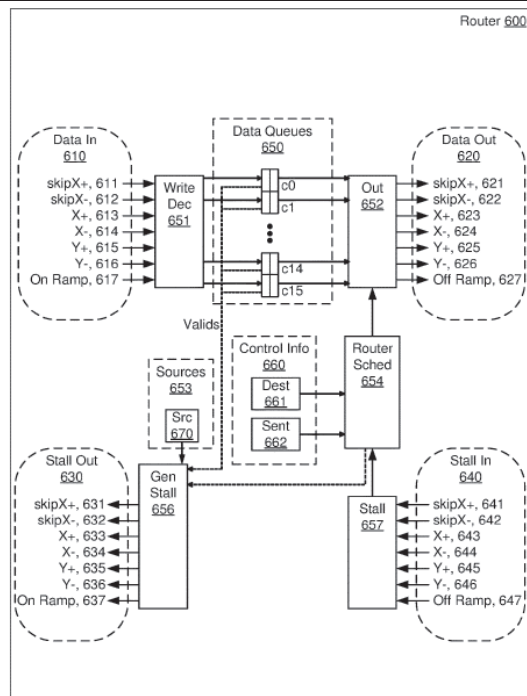 Router 600
Data In
610
skipX+, 611
skipX-, 612
X+, 613
X-, 614
Y+, 615
Y-, 616
On Ramp, 617
Write
Dec
651
Data Queues
650
c0
c1
c14
c15
Out
652
Data Out
620
skipX+, 621
skipX-, 622
X+, 623
X-, 624
Y+, 625
Y-, 626
Off Ramp, 627
Valids
Sources
653
Src
670
Control Info
660
Dest
661
Sent
662
Router
Sched
654
Stall Out
630
skipX+, 631
skipX-, 632
X+, 633
X-, 634
Y+, 635
Y-, 636
On Ramp, 637
Gen
Stall
656
Stall
657
Stall In
640
skipX+, 641
skipX-, 642
X+, 643
X-, 644
Y+, 645
Y-, 646
Off Ramp, 647